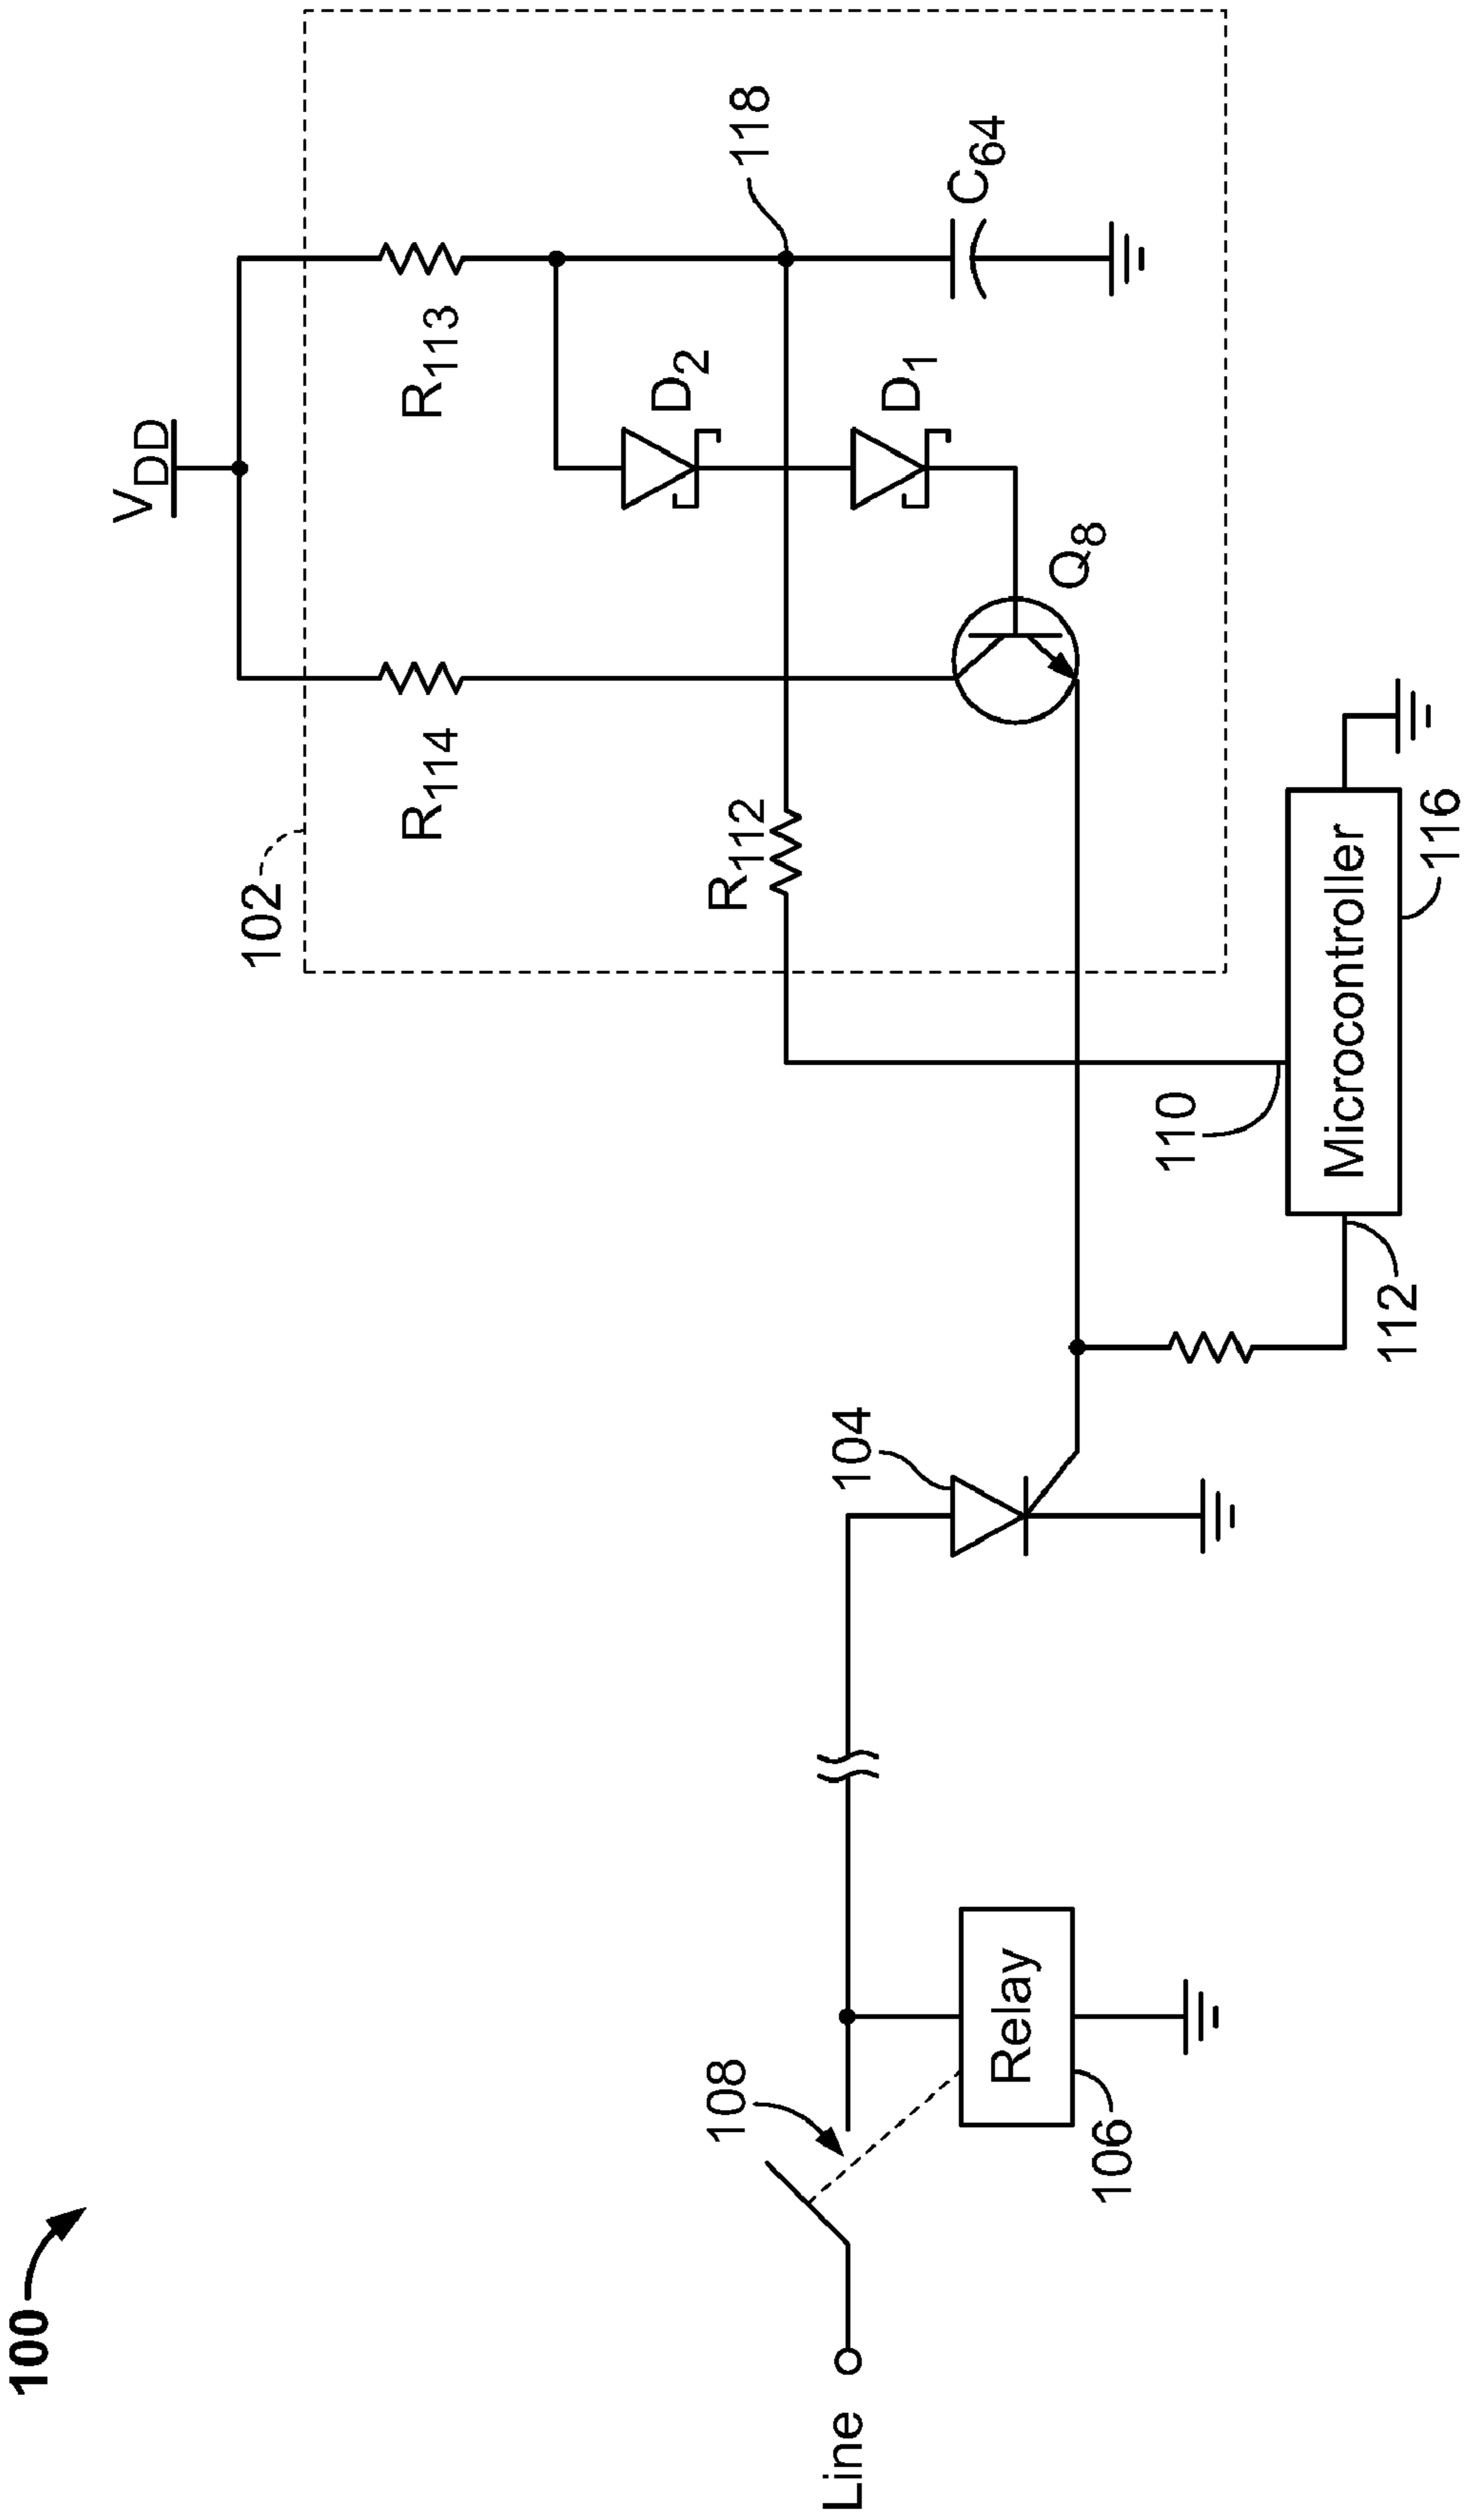 100
Line
108
106
Relay
104
112
110
Microcontroller
116
102
VDD
R114
R113
R112
D2
D1
Q8
118
C64